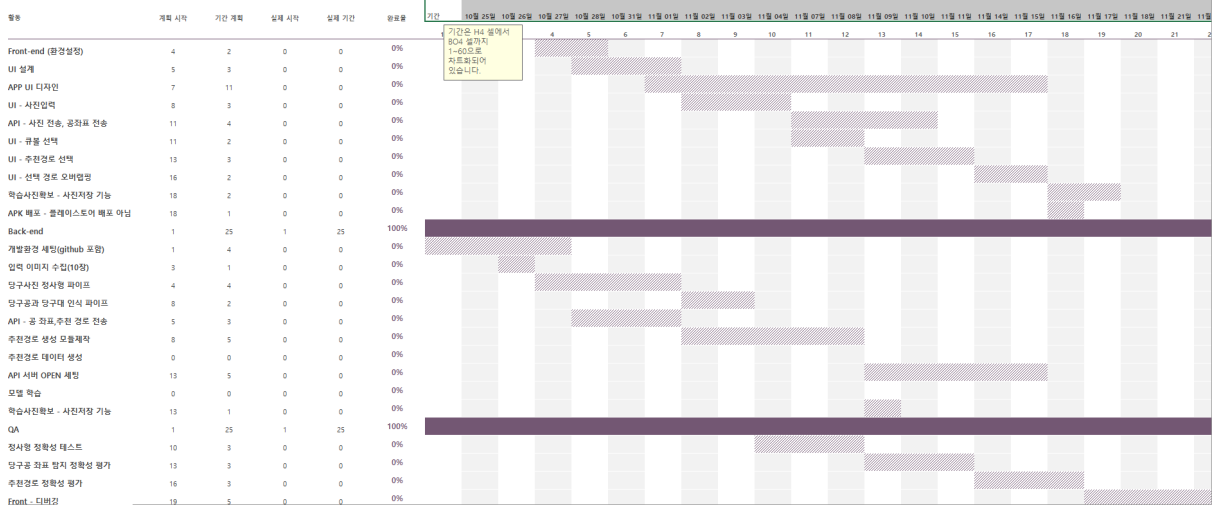 활동 계획 시작 기간 계획 실제 시작 실제 기간 완료율 기간 10월 25일 10월 26일 10월 27일 10월 28일 10월 31일 11월 01일 11월 02일 11월 03일 11월 04일 11월 07일 11월 08일 11월 09일 11월 10일 11월 11일 11월 14일 11월 15일 11월 16일 11월 17일 11월 18일 11월 21일 11월
1 4 5 6 7 8 9 10 11 12 13 14 15 16 17 18 19 20 21 2
기간은 H4 셀에서
BO4 셀까지
1~60으로
차트화되어
있습니다.
Front-end (환경설정) 4 2 0 0 0%
UI 설계 5 3 0 0 0%
APP UI 디자인 7 11 0 0 0%
UI - 사진입력 8 3 0 0 0%
API - 사진 전송, 공좌표 전송 11 4 0 0 0%
UI - 큐볼 선택 11 2 0 0 0%
UI - 추천경로 선택 13 3 0 0 0%
UI - 선택 경로 오버랩핑 16 2 0 0 0%
학습사진확보 - 사진저장 기능 18 2 0 0 0%
APK 배포 - 플레이스토어 배포 아님 18 1 0 0 0%
Back-end 1 25 1 25 100%
개발환경 세팅(github 포함) 1 4 0 0 0%
입력 이미지 수집(10장) 3 1 0 0 0%
당구사진 정사형 파이프 4 4 0 0 0%
당구공과 당구대 인식 파이프 8 2 0 0 0%
API - 공 좌표,추천 경로 전송 5 3 0 0 0%
추천경로 생성 모듈제작 8 5 0 0 0%
추천경로 데이터 생성 0 0 0 0 0%
API 서버 OPEN 세팅 13 5 0 0 0%
모델 학습 0 0 0 0 0%
학습사진확보 - 사진저장 기능 13 1 0 0 0%
QA 1 25 1 25 100%
정사형 정확성 테스트 10 3 0 0 0%
당구공 좌표 탐지 정확성 평가 13 3 0 0 0%
추천경로 정확성 평가 16 3 0 0 0%
Front - 디버깅 19 5 0 0 0%